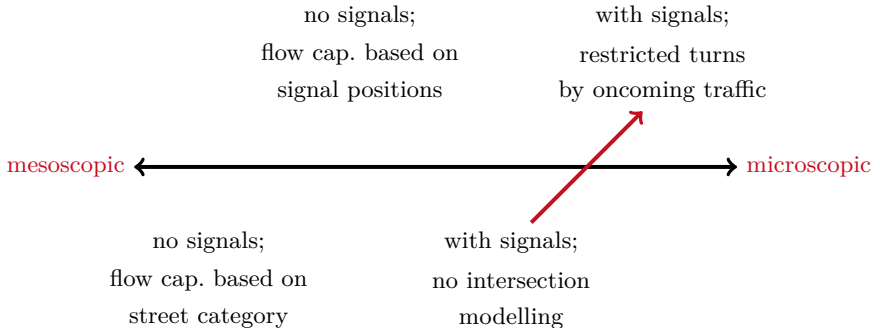 no signals;
flow cap. based on
signal positions
with signals;
restricted turns
by oncoming traffic
mesoscopic
microscopic
no signals;
flow cap. based on
street category
with signals;
no intersection
modelling